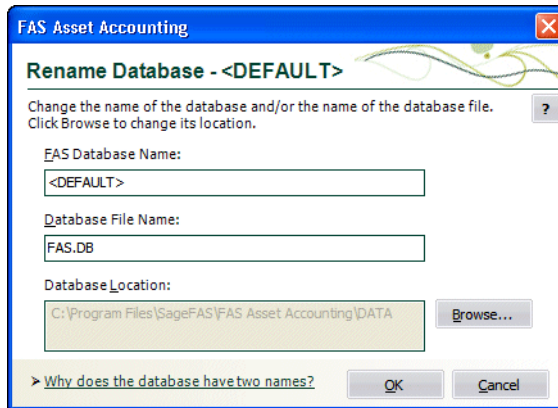 FAS Asset Accounting
Rename Database - <DEFAULT>
Change the name of the database and/or the name of the database file.
Click Browse to change its location.
?
FAS Database Name:
<DEFAULT>
Database File Name:
FAS.DB
Database Location:
C:\Program Files\SageFAS\FAS Asset Accounting\DATA
Browse...
➤ Why does the database have two names?
OK
Cancel